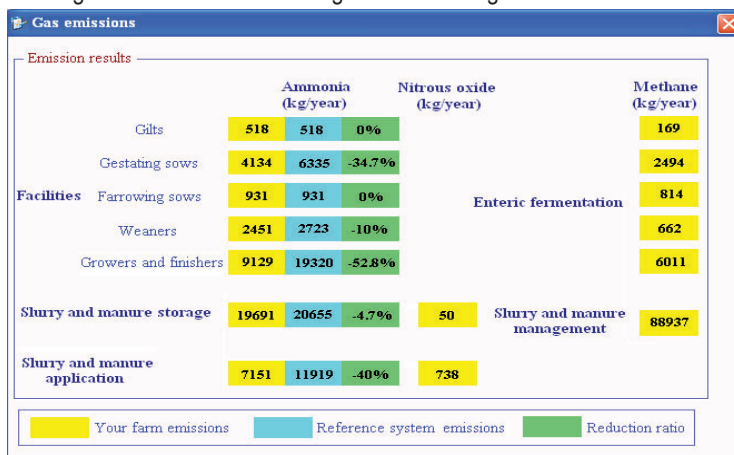 Gas emissions
Emission results
Ammonia Nitrous oxide Methane
(kg/year) (kg/year) (kg/year)
Gilts 518 518 0% 169
Gestating sows 4134 6335 -34.7% 2494
Facilities Farrowing sows 931 931 0% Enteric fermentation 814
Weaners 2451 2723 -10% 662
Growers and finishers 9129 19320 -52.8% 6011
Slurry and manure storage 19691 20655 -4.7% 50 Slurry and manure
management 88937
Slurry and manure
application 7151 11919 -40% 738
Your farm emissions Reference system emissions Reduction ratio